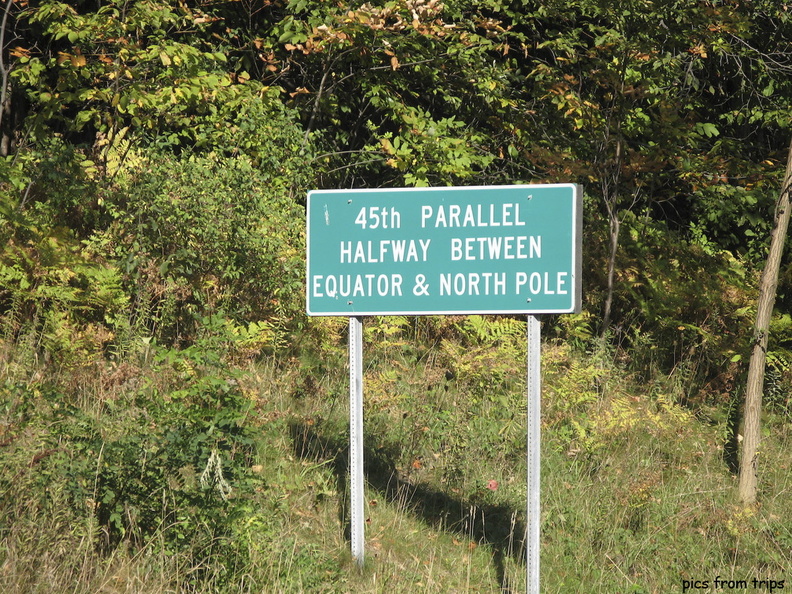 45th PARALLEL
HALFWAY BETWEEN
EQUATOR & NORTH POLE
pics from trips